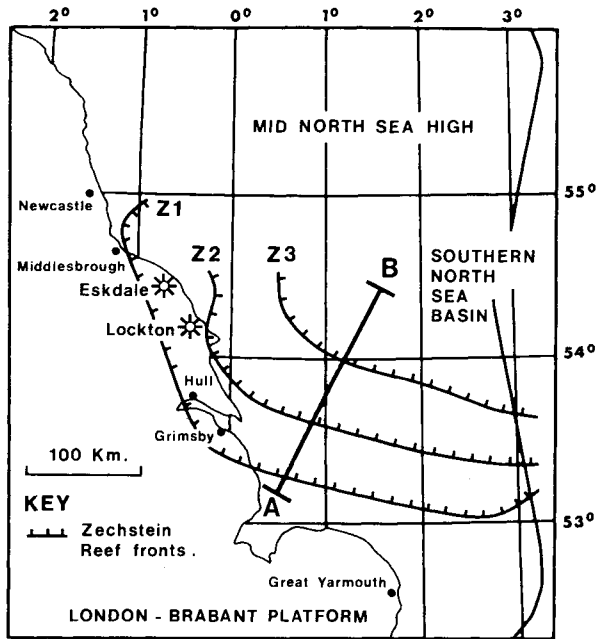 2° 1° 0° 1° 2° 3°
MID NORTH SEA HIGH
55°
Newcastle
Z1
Middlesbrough
Z2 Z3
B
SOUTHERN
NORTH
SEA
BASIN
Eskdale
Lockton
54°
Hull
Grimsby
100 Km.
A
KEY
Zechstein
Reef fronts.
53°
Great Yarmouth
LONDON - BRABANT PLATFORM